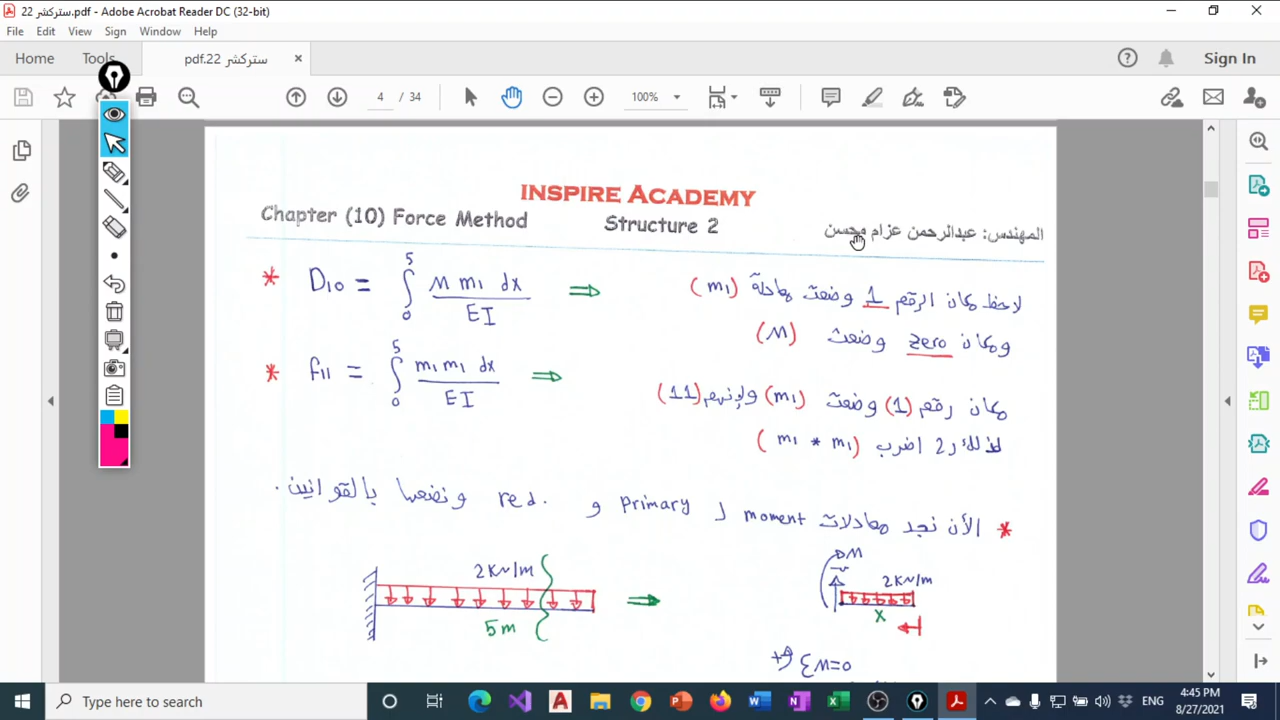 ستركشر 22.pdf - Adobe Acrobat Reader DC (32-bit)
File Edit View Sign Window Help
Home Tools ستركشر 22.pdf Sign In
4 / 34 100%
INSPIRE ACADEMY
Chapter (10) Force Method Structure 2 المهندس: عبدالرحمن عزام محسن
* D10 = ∫₀⁵ M m1 dx / EI ⇒ لاحظ مكان الرقم 1 وضعت معادلة (m1)
ومكان zero وضعت (M)
* f11 = ∫₀⁵ m1 m1 dx / EI ⇒ مكان رقم (1) وضعت (m1) ولإنهم (11)
لذلك ر2 اضرب (m1 * m1)
* الأن نجد معادلات moment ل Primary و red. ونضعها بالقوانين.
2KN/m
5m
M
2KN/m
x
ΣM=0
Type here to search
ENG
4:45 PM
8/27/2021